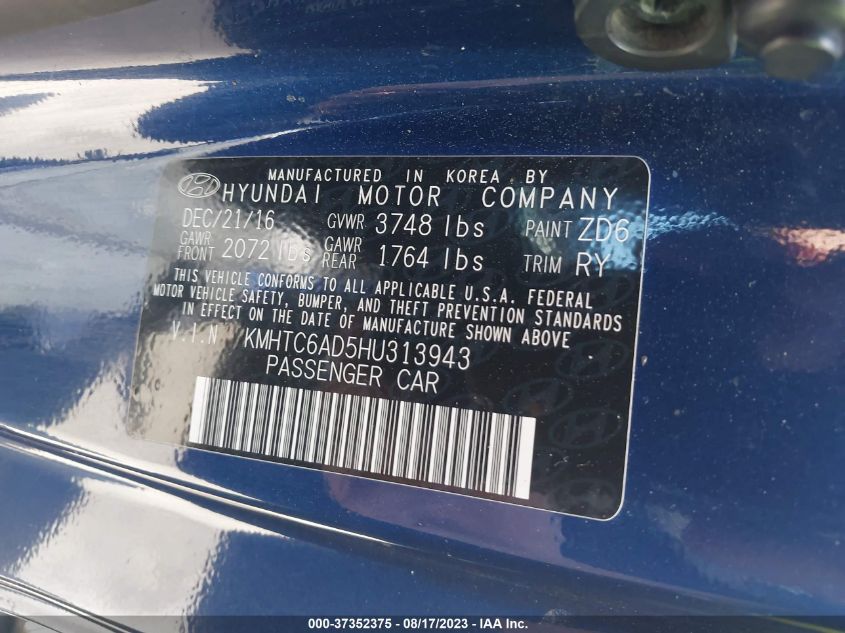 MANUFACTURED IN KOREA BY
HYUNDAI MOTOR COMPANY
DEC/21/16 GVWR 3748 lbs PAINT ZD6
GAWR FRONT 2072 lbs GAWR REAR 1764 lbs TRIM RY
THIS VEHICLE CONFORMS TO ALL APPLICABLE U.S.A. FEDERAL
MOTOR VEHICLE SAFETY, BUMPER, AND THEFT PREVENTION STANDARDS
IN EFFECT ON THE DATE OF MANUFACTURE SHOWN ABOVE
V.I.N KMHTC6AD5HU313943
PASSENGER CAR
000-37352375 - 08/17/2023 - IAA Inc.